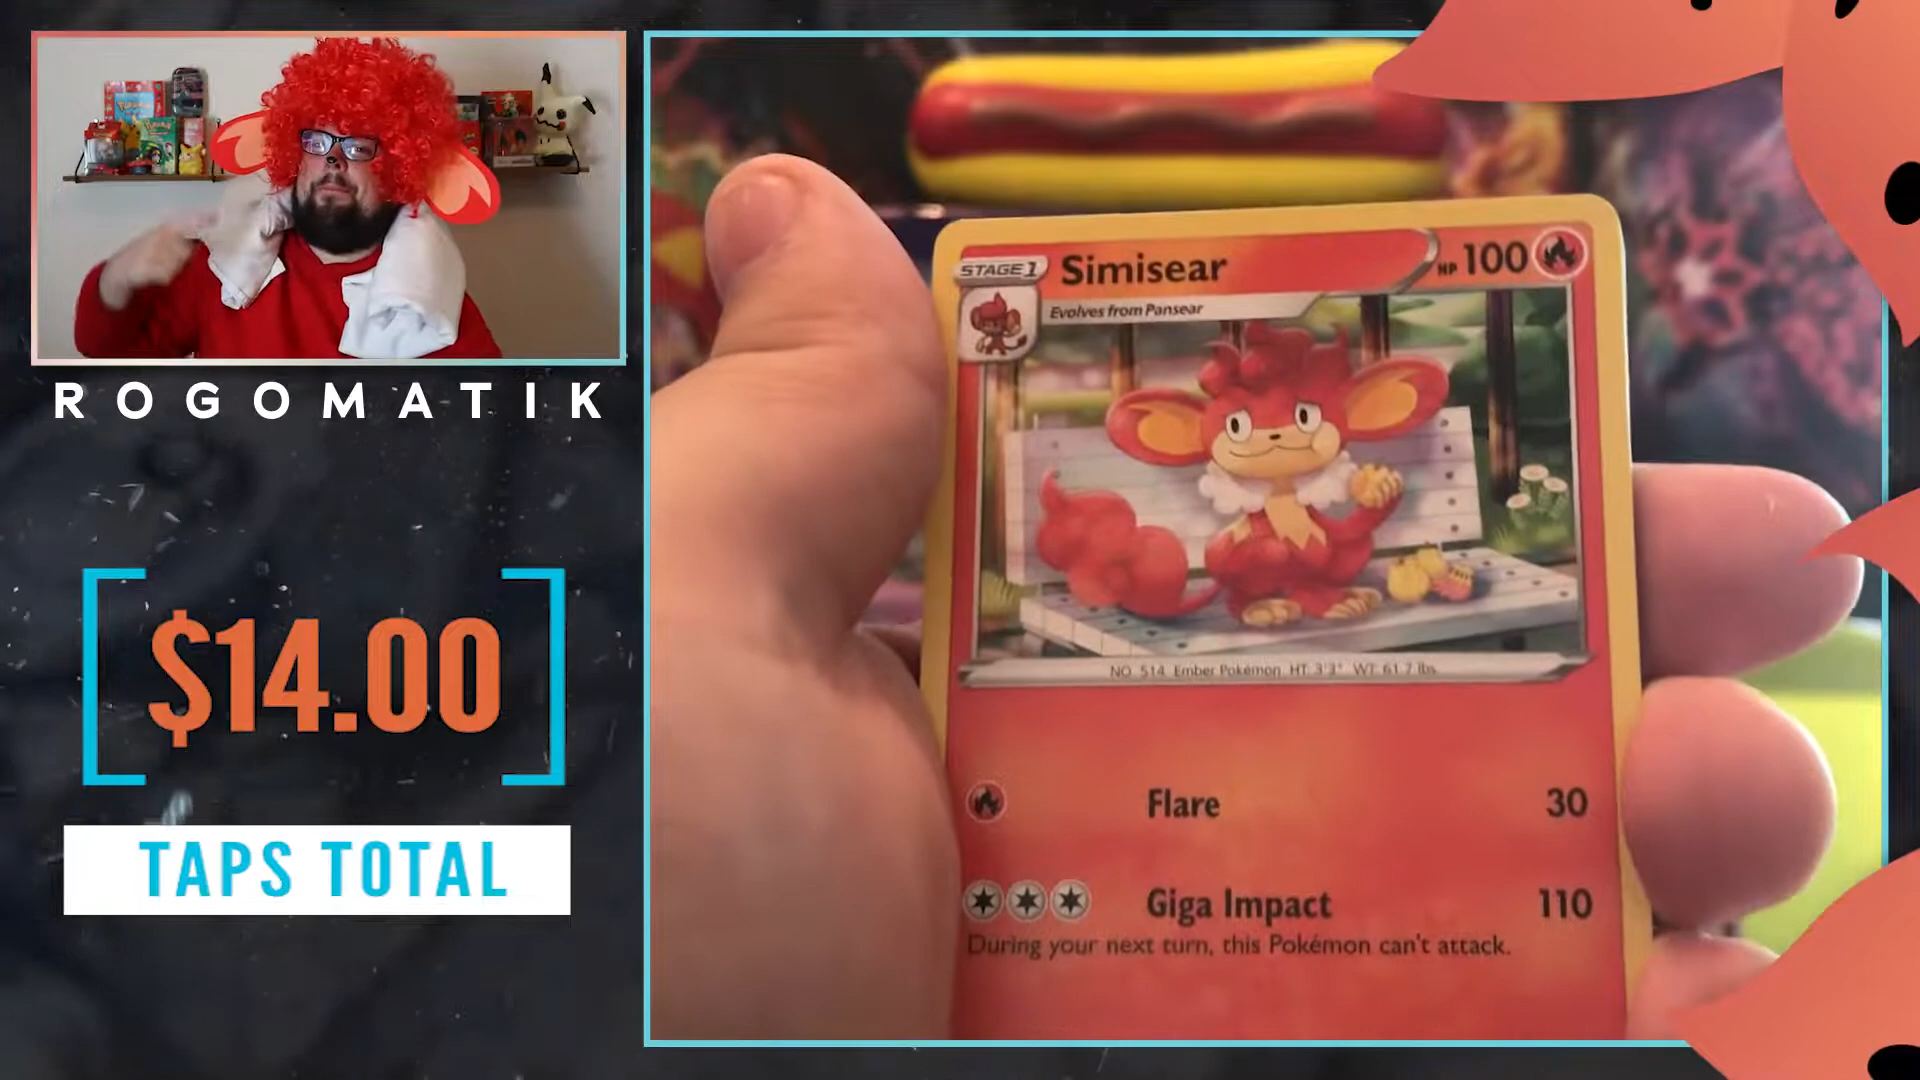 ROGOMATIK
$14.00
TAPS TOTAL
STAGE 1 Simisear HP 100
Evolves from Pansear
NO. 514 Ember Pokémon HT: 3'3" WT: 61.7 lbs.
Flare 30
Giga Impact 110
During your next turn, this Pokémon can't attack.